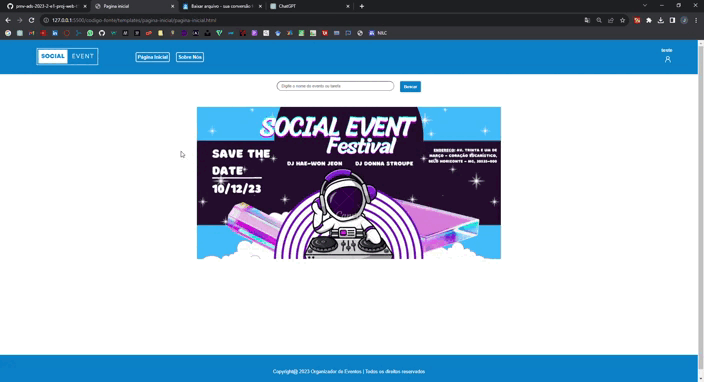 pmv-ads-2023-2-e1-proj-web-t
Pagina inicial
Baixar arquivo - sua conversão
ChatGPT
127.0.0.1:5500/codigo-fonte/templates/pagina-inicial/pagina-inicial.html
SOCIAL EVENT
Página Inicial
Sobre Nós
teste
Digite o nome do evento ou tarefa
Buscar
SOCIAL EVENT
Festival
SAVE THE
DATE
10/12/23
DJ HAE-WON JEON
DJ DONNA STROUPE
ENDEREÇO: AV. TRINTA E UM DE
MARÇO - CORAÇÃO EUCARÍSTICO,
BELO HORIZONTE - MG, 30535-000
Canva
Copyright@ 2023 Organizador de Eventos | Todos os direitos reservados